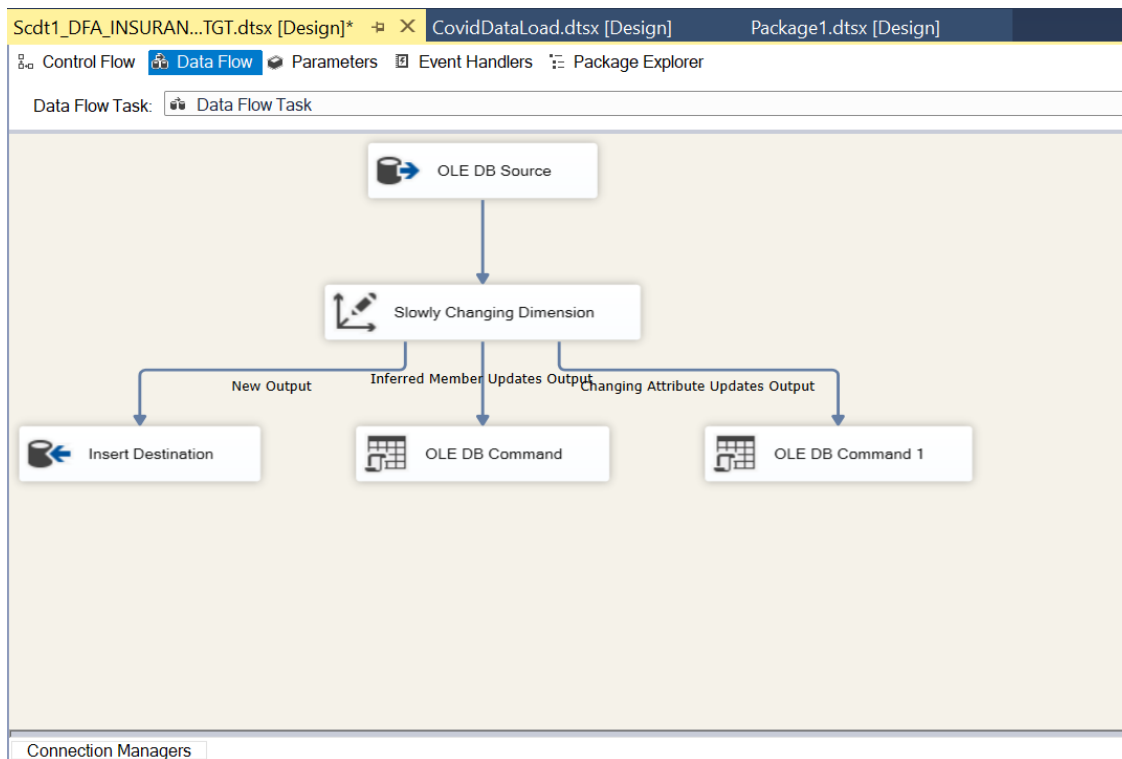 Scdt1_DFA_INSURAN...TGT.dtsx [Design]* CovidDataLoad.dtsx [Design] Package1.dtsx [Design]
Control Flow Data Flow Parameters Event Handlers Package Explorer
Data Flow Task: Data Flow Task
OLE DB Source
Slowly Changing Dimension
New Output Inferred Member Updates Output Changing Attribute Updates Output
Insert Destination OLE DB Command OLE DB Command 1
Connection Managers